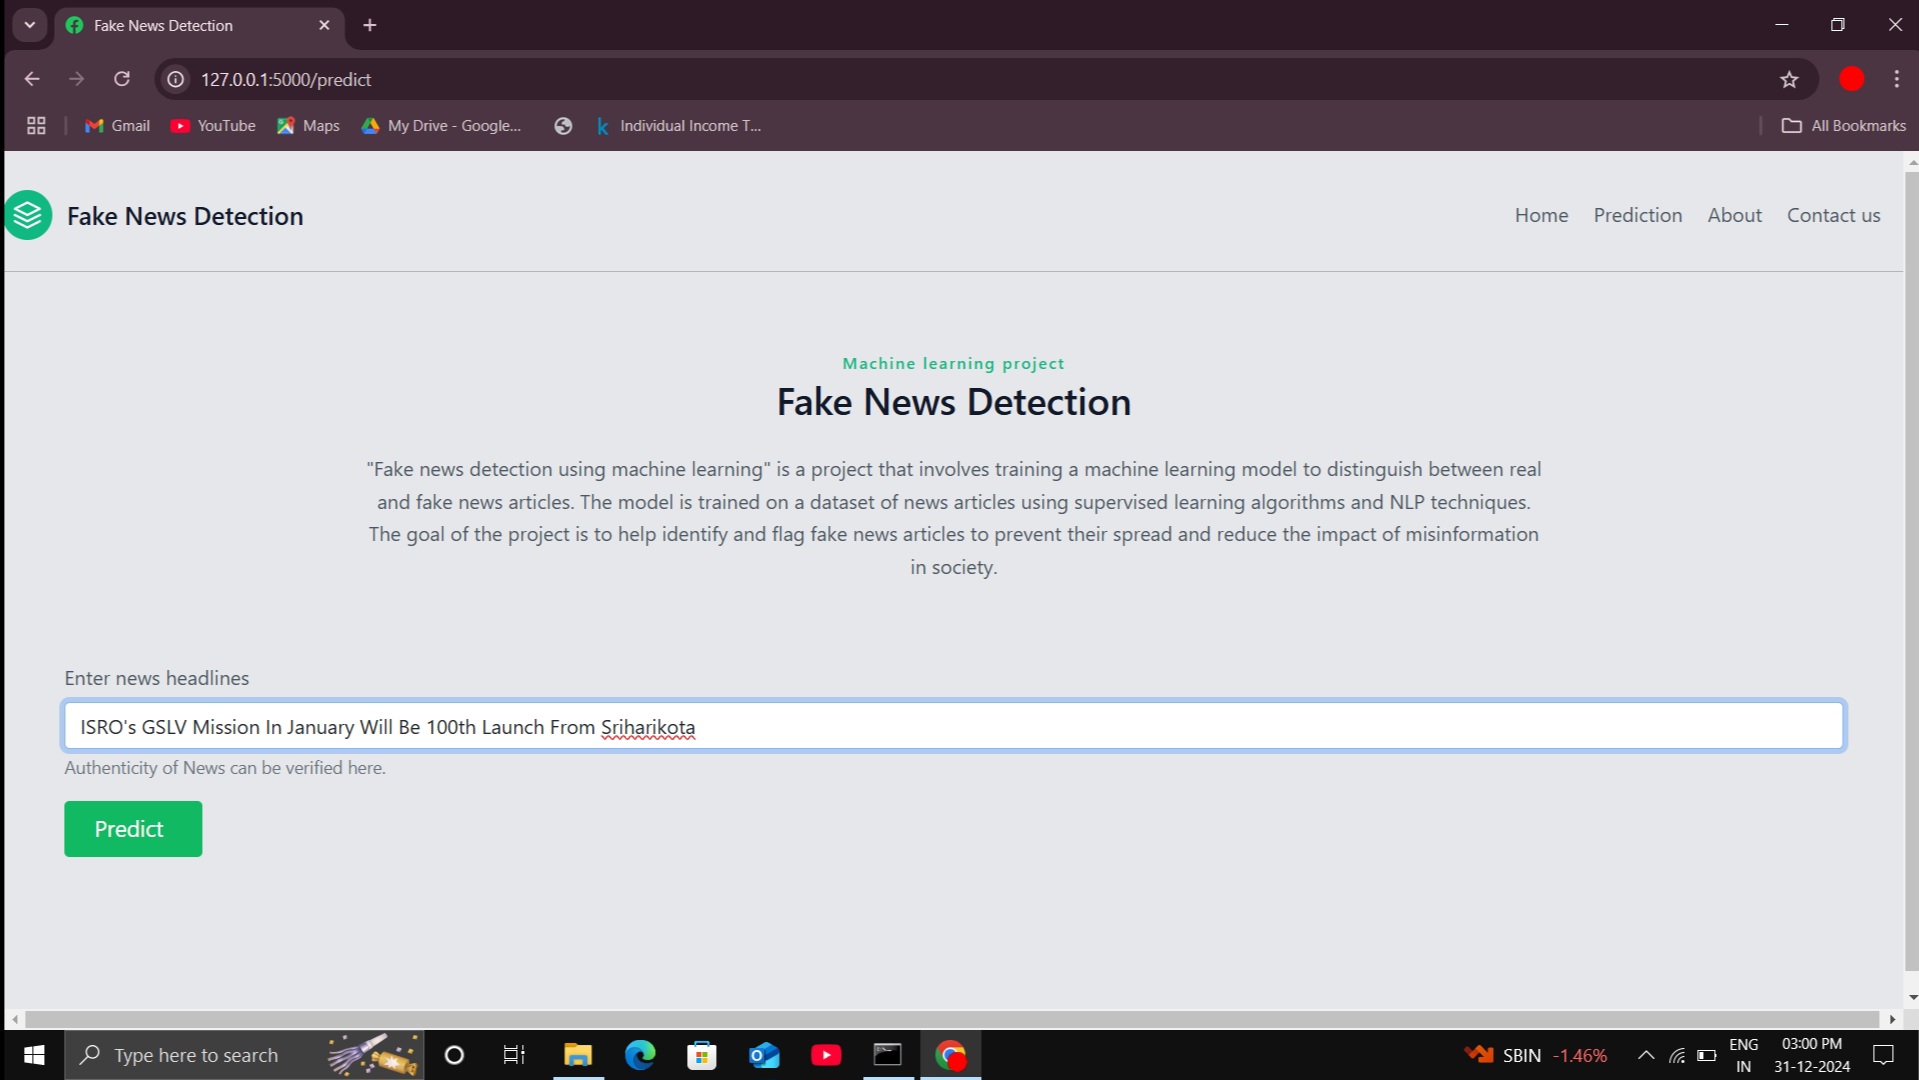 Fake News Detection
127.0.0.1:5000/predict
Gmail
YouTube
Maps
My Drive - Google...
Individual Income T...
All Bookmarks
Fake News Detection
Home
Prediction
About
Contact us
Machine learning project
Fake News Detection
"Fake news detection using machine learning" is a project that involves training a machine learning model to distinguish between real
and fake news articles. The model is trained on a dataset of news articles using supervised learning algorithms and NLP techniques.
The goal of the project is to help identify and flag fake news articles to prevent their spread and reduce the impact of misinformation
in society.
Enter news headlines
ISRO's GSLV Mission In January Will Be 100th Launch From Sriharikota
Authenticity of News can be verified here.
Predict
Type here to search
SBIN -1.46%
ENG
IN
03:00 PM
31-12-2024